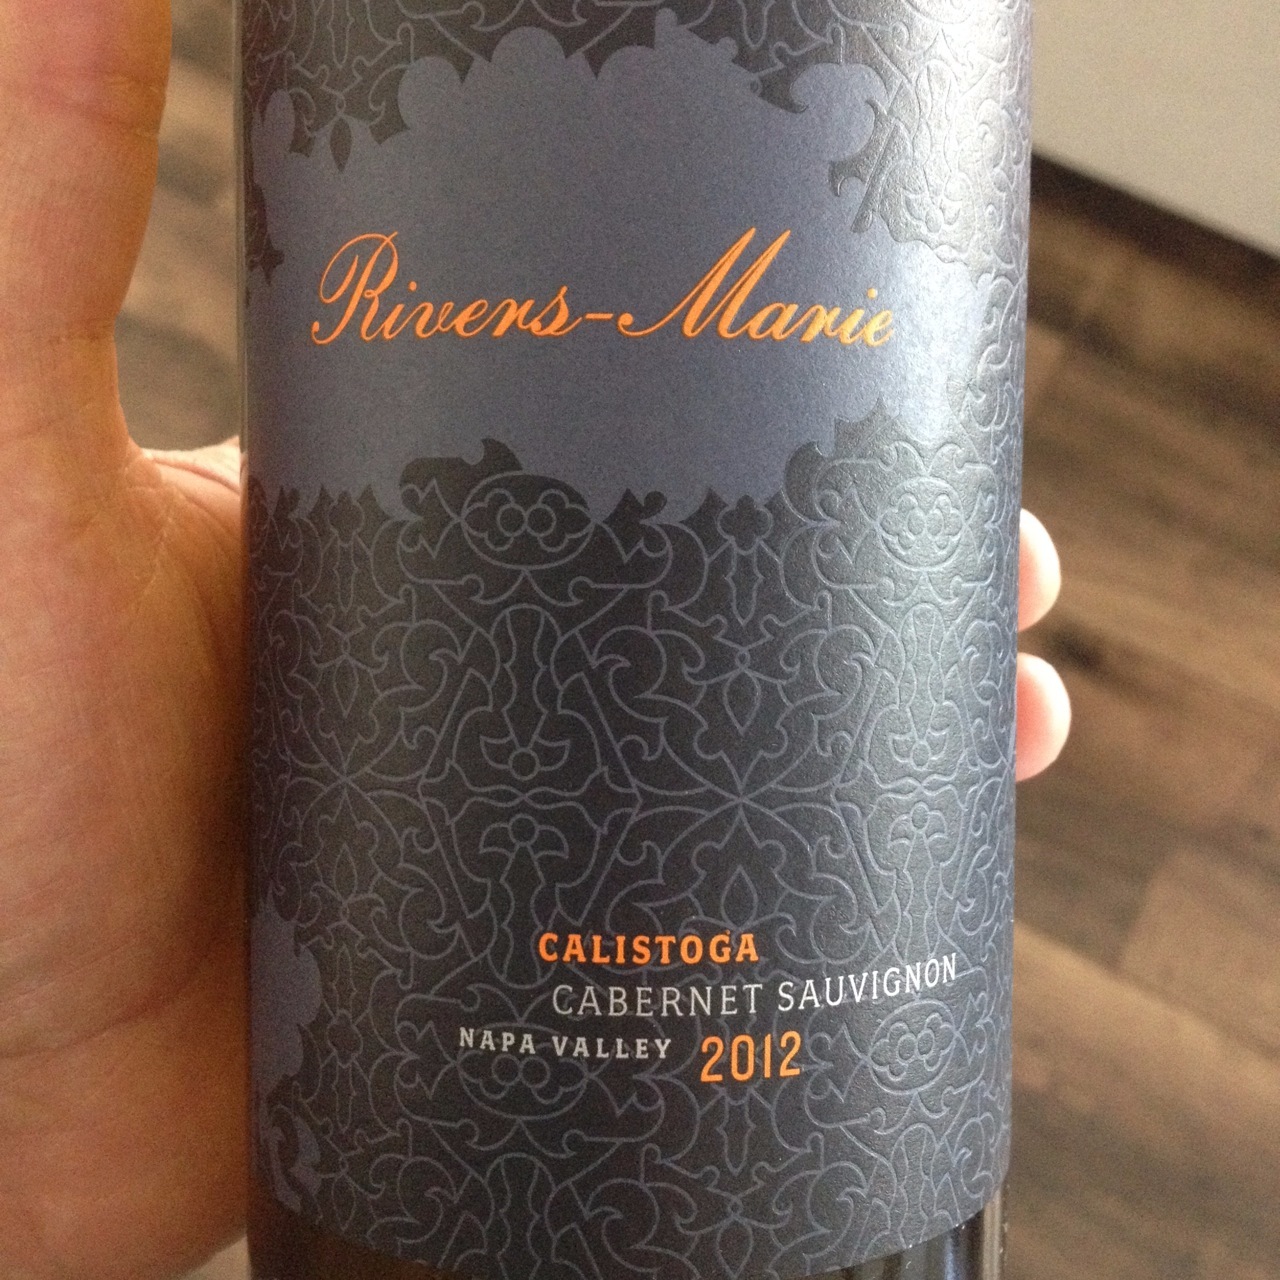 Rivers-Marie
CALISTOGA
CABERNET SAUVIGNON
NAPA VALLEY 2012